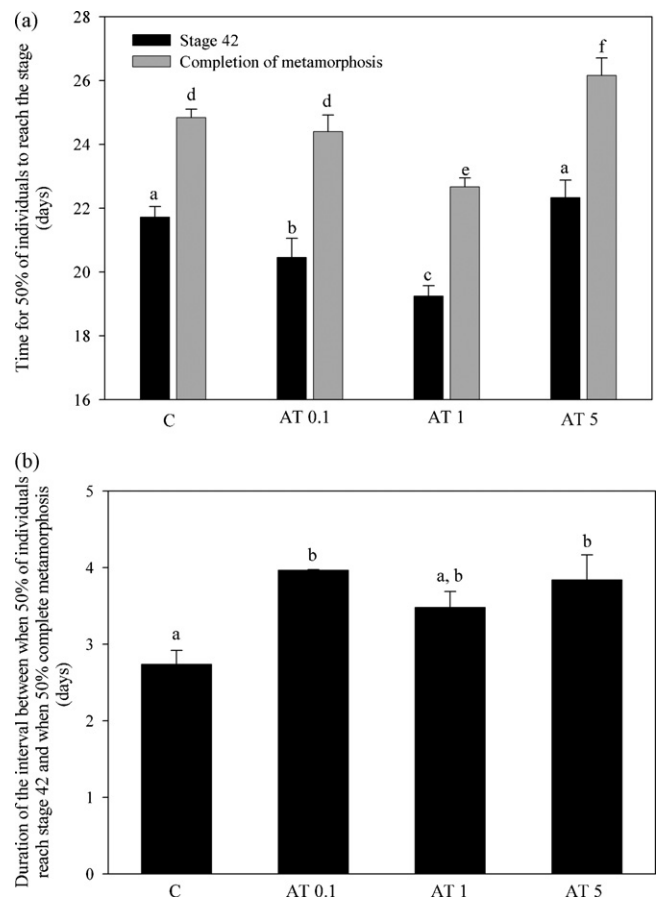 (a)
Time for 50% of individuals to reach the stage
(days)
28
26
24
22
20
18
16
Stage 42
Completion of metamorphosis
a
d
b
d
c
e
a
f
C
AT 0.1
AT 1
AT 5
(b)
Duration of the interval between when 50% of individuals
reach stage 42 and when 50% complete metamorphosis
(days)
5
4
3
2
1
0
a
b
a, b
b
C
AT 0.1
AT 1
AT 5